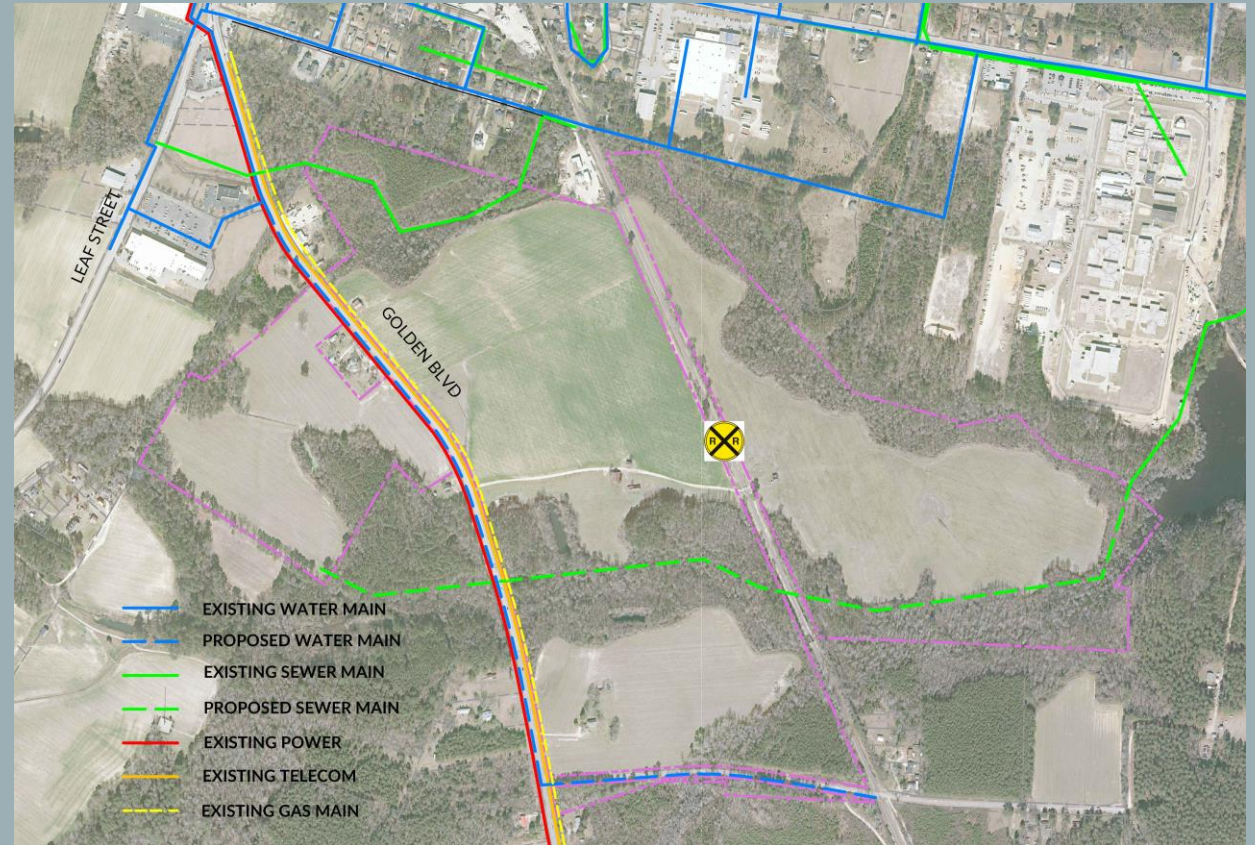 LEAF STREET
GOLDEN BLVD
R R
EXISTING WATER MAIN
PROPOSED WATER MAIN
EXISTING SEWER MAIN
PROPOSED SEWER MAIN
EXISTING POWER
EXISTING TELECOM
EXISTING GAS MAIN